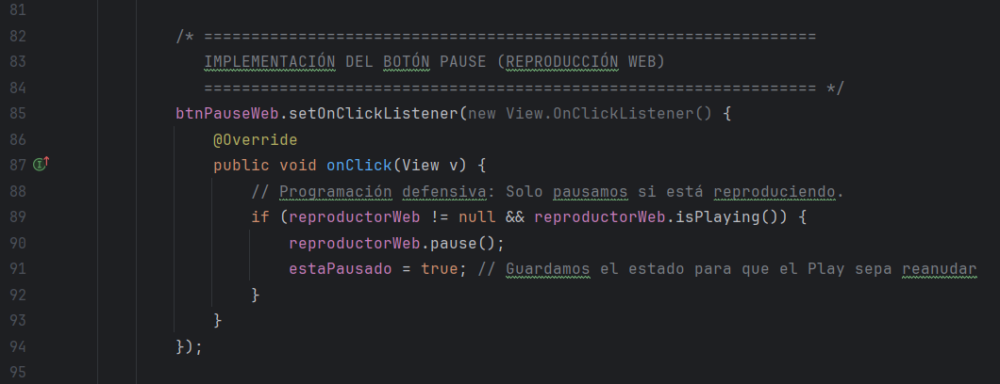 81
82 /* =================================================================
83 IMPLEMENTACIÓN DEL BOTÓN PAUSE (REPRODUCCIÓN WEB)
84 ================================================================= */
85 btnPauseWeb.setOnClickListener(new View.OnClickListener() {
86 @Override
87 public void onClick(View v) {
88 // Programación defensiva: Solo pausamos si está reproduciendo.
89 if (reproductorWeb != null && reproductorWeb.isPlaying()) {
90 reproductorWeb.pause();
91 estaPausado = true; // Guardamos el estado para que el Play sepa reanudar
92 }
93 }
94 });
95